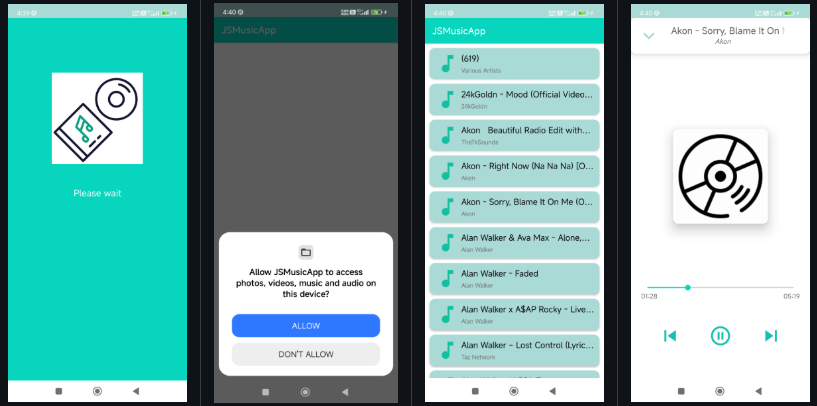 4:39
Please wait
4:40
JSMusicApp
Allow JSMusicApp to access
photos, videos, music and audio on
this device?
ALLOW
DON'T ALLOW
4:40
JSMusicApp
(619)
Various Artists
24kGoldn - Mood (Official Video...
24kGoldn
Akon Beautiful Radio Edit with...
TheTkSounds
Akon - Right Now (Na Na Na) [O...
Akon
Akon - Sorry, Blame It On Me (O...
Akon
Alan Walker & Ava Max - Alone,...
Alan Walker
Alan Walker - Faded
Alan Walker
Alan Walker x A$AP Rocky - Live...
Alan Walker
Alan Walker - Lost Control (Lyric...
Taz Network
4:40
Akon - Sorry, Blame It On
Akon
01:28
05:19